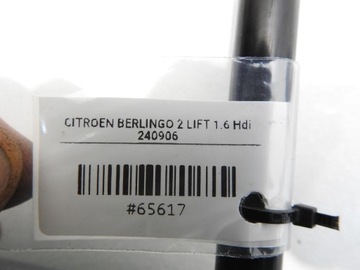 CITROEN BERLINGO 2 LIFT 1.6 Hdi
240906
#65617